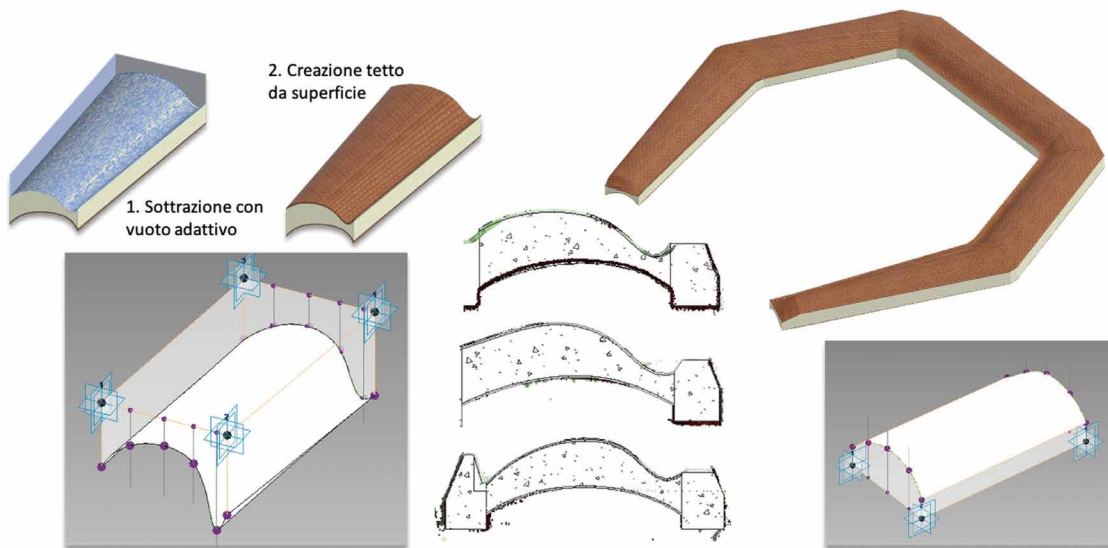 1. Sottrazione con
vuoto adattivo
2. Creazione tetto
da superficie